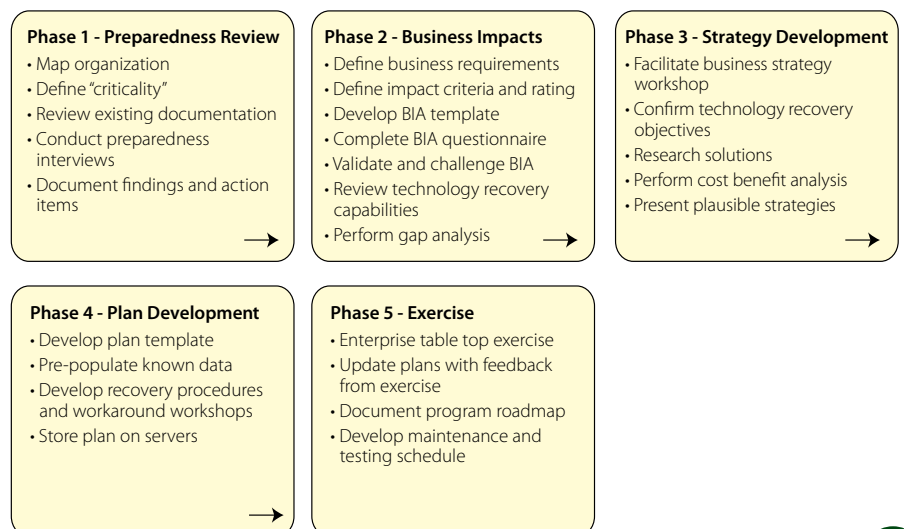 Phase 1 - Preparedness Review
• Map organization
• Define “criticality”
• Review existing documentation
• Conduct preparedness
interviews
• Document findings and action
items
Phase 2 - Business Impacts
• Define business requirements
• Define impact criteria and rating
• Develop BIA template
• Complete BIA questionnaire
• Validate and challenge BIA
• Review technology recovery
capabilities
• Perform gap analysis
Phase 3 - Strategy Development
• Facilitate business strategy
workshop
• Confirm technology recovery
objectives
• Research solutions
• Perform cost benefit analysis
• Present plausible strategies
Phase 4 - Plan Development
• Develop plan template
• Pre-populate known data
• Develop recovery procedures
and workaround workshops
• Store plan on servers
Phase 5 - Exercise
• Enterprise table top exercise
• Update plans with feedback
from exercise
• Document program roadmap
• Develop maintenance and
testing schedule